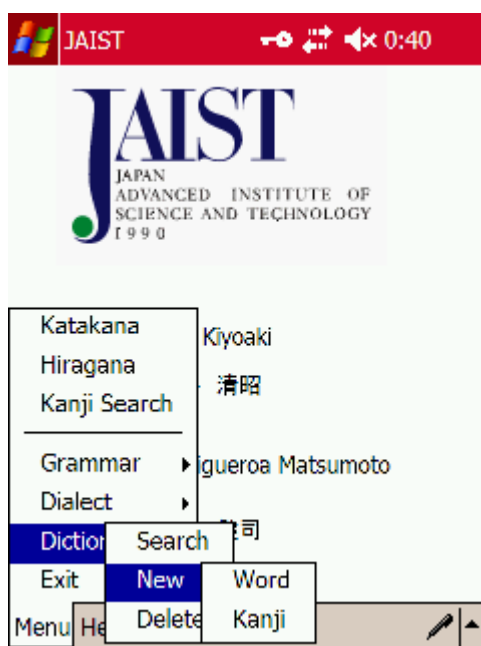 JAIST 0:40
JAIST
JAPAN
ADVANCED INSTITUTE OF
SCIENCE AND TECHNOLOGY
1990
Katakana
Hiragana
Kanji Search
Grammar
Dialect
Exit
Search
New
Delete
Word
Kanji
Kiyoaki
清昭
igueroa Matsumoto
司
Menu